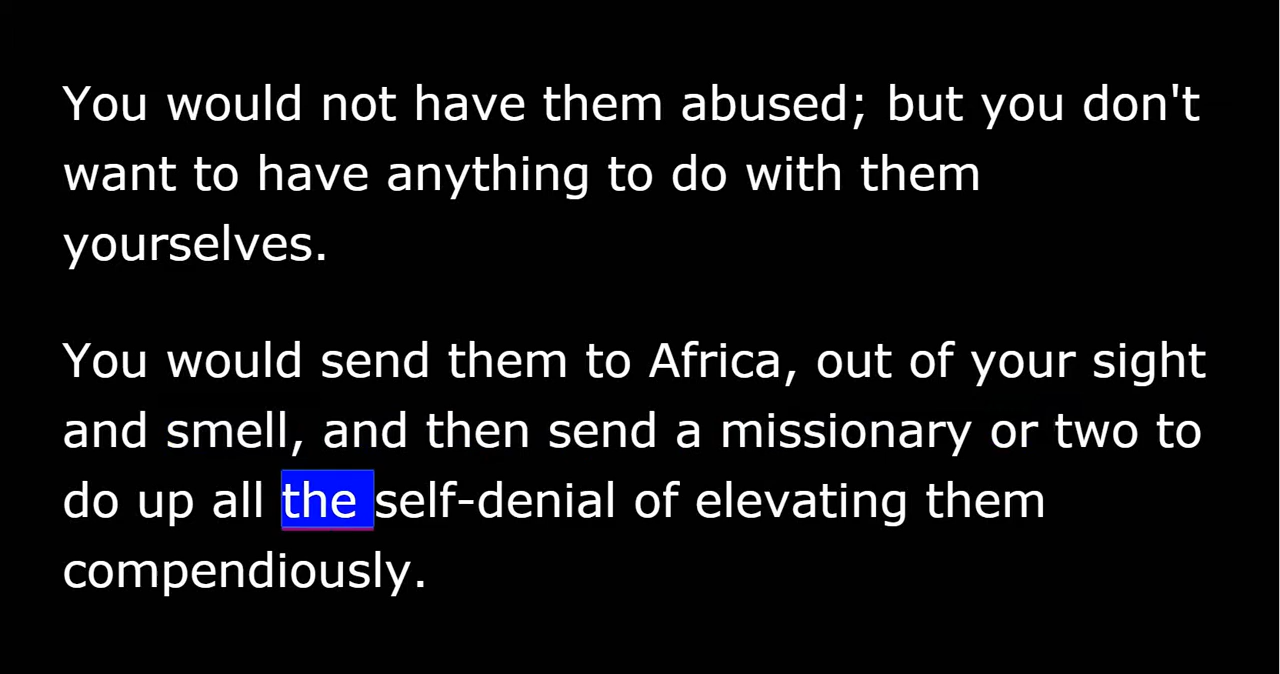 You would not have them abused; but you don't
want to have anything to do with them
yourselves.
You would send them to Africa, out of your sight
and smell, and then send a missionary or two to
do up all the self-denial of elevating them
compendiously.